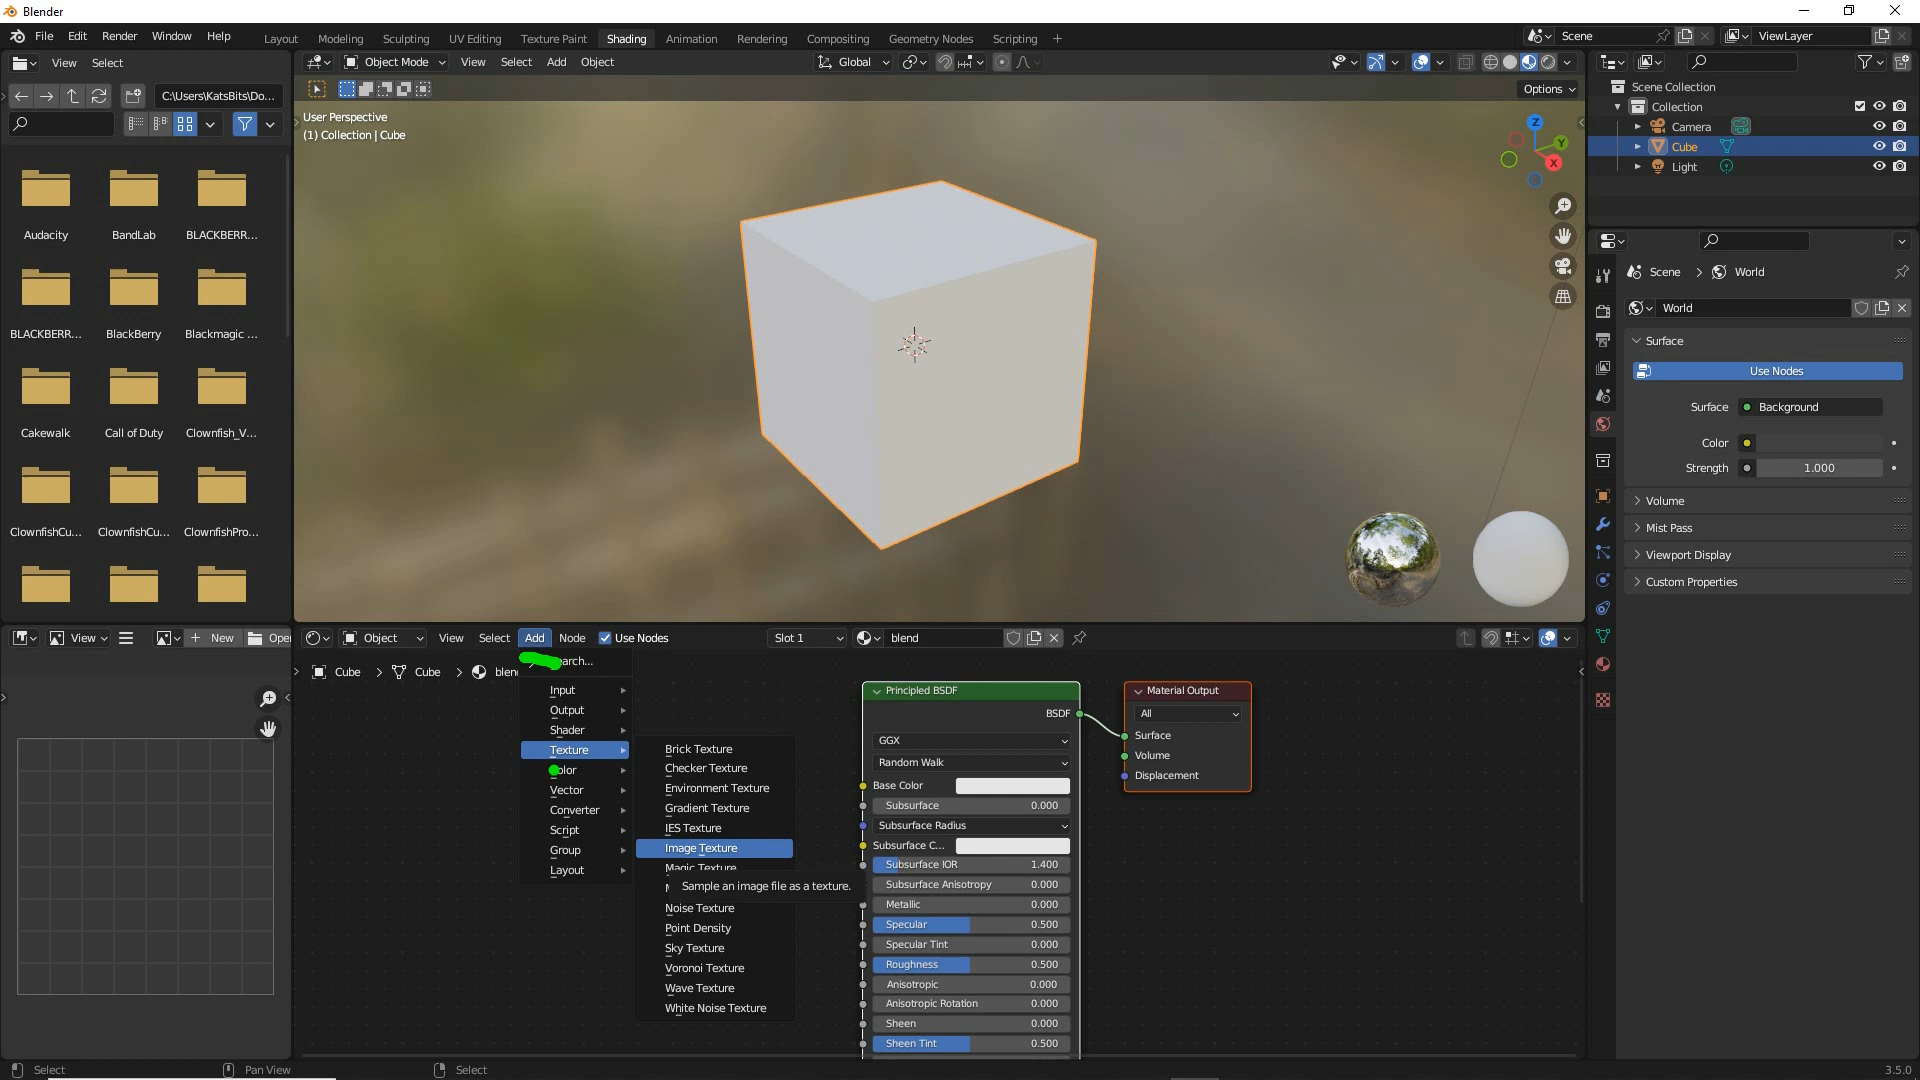 Blender
File Edit Render Window Help
Layout Modeling Sculpting UV Editing Texture Paint Shading Animation Rendering Compositing Geometry Nodes Scripting +
Scene
ViewLayer
View Select
C:\Users\KatsBits\Do...
Audacity BandLab BLACKBERR...
BLACKBERR... BlackBerry Blackmagic ...
Cakewalk Call of Duty Clownfish_V...
ClownfishCu... ClownfishCu... ClownfishPro...
Object Mode View Select Add Object
Global
Options
User Perspective
(1) Collection | Cube
Z
Y
X
Scene Collection
Collection
Camera
Cube
Light
Scene > World
World
Surface
Use Nodes
Surface Background
Color
Strength 1.000
Volume
Mist Pass
Viewport Display
Custom Properties
View + New Open
Object View Select Add Node Use Nodes
Slot 1
blend
Cube > Cube > blen
arch...
Input
Output
Shader
Texture
lor
Vector
Converter
Script
Group
Layout
Brick Texture
Checker Texture
Environment Texture
Gradient Texture
IES Texture
Image Texture
Magic Texture
Sample an image file as a texture.
Noise Texture
Point Density
Sky Texture
Voronoi Texture
Wave Texture
White Noise Texture
Principled BSDF
BSDF
GGX
Random Walk
Base Color
Subsurface 0.000
Subsurface Radius
Subsurface C...
Subsurface IOR 1.400
Subsurface Anisotropy 0.000
Metallic 0.000
Specular 0.500
Specular Tint 0.000
Roughness 0.500
Anisotropic 0.000
Anisotropic Rotation 0.000
Sheen 0.000
Sheen Tint 0.500
Material Output
All
Surface
Volume
Displacement
Select
Pan View
Select
3.5.0